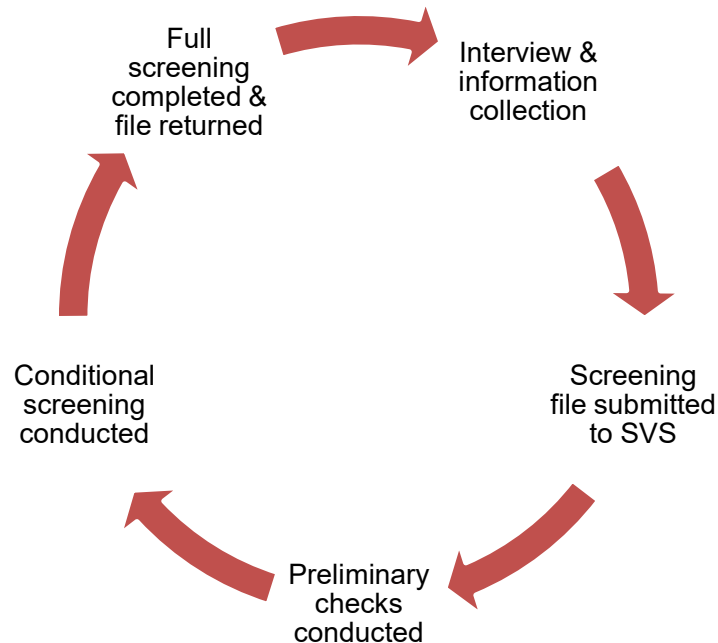 Full
screening
completed &
file returned
Interview &
information
collection
Screening
file submitted
to SVS
Preliminary
checks
conducted
Conditional
screening
conducted